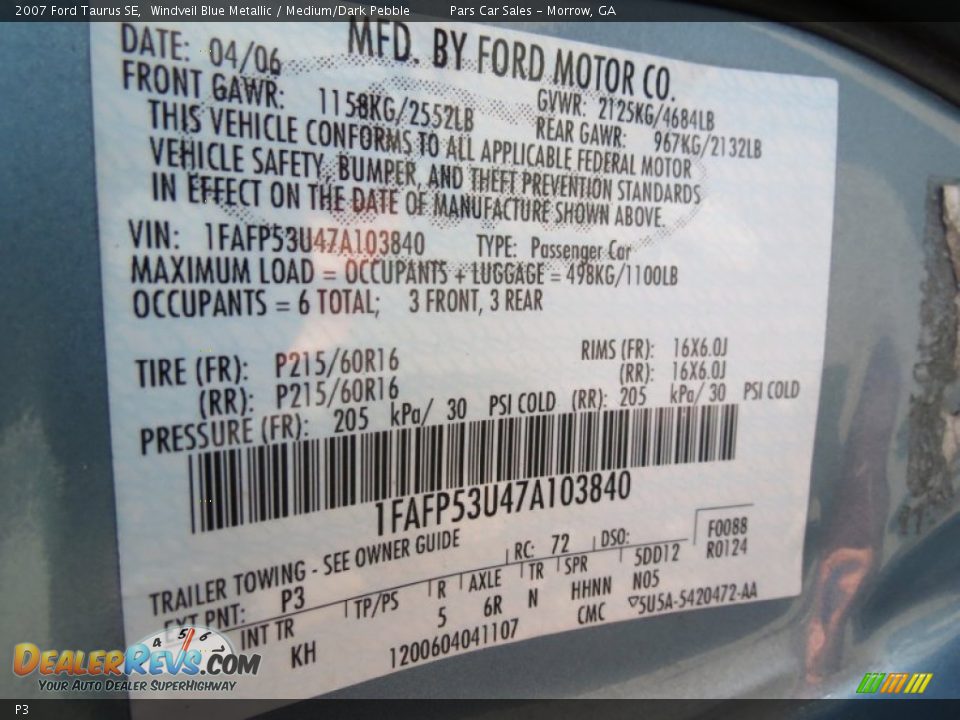 2007 Ford Taurus SE, Windveil Blue Metallic / Medium/Dark Pebble Pars Car Sales - Morrow, GA
DATE: 04/06 MFD. BY FORD MOTOR CO.
FRONT GAWR: 1158KG/2552LB GVWR: 2125KG/4684LB
REAR GAWR: 967KG/2132LB
THIS VEHICLE CONFORMS TO ALL APPLICABLE FEDERAL MOTOR
VEHICLE SAFETY, BUMPER, AND THEFT PREVENTION STANDARDS
IN EFFECT ON THE DATE OF MANUFACTURE SHOWN ABOVE.
VIN: 1FAFP53U47A103840 TYPE: Passenger Car
MAXIMUM LOAD = OCCUPANTS + LUGGAGE = 498KG/1100LB
OCCUPANTS = 6 TOTAL; 3 FRONT, 3 REAR
TIRE (FR): P215/60R16 RIMS (FR): 16X6.0J
(RR): P215/60R16 (RR): 16X6.0J
PRESSURE (FR): 205 kPa/ 30 PSI COLD (RR): 205 kPa/ 30 PSI COLD
1FAFP53U47A103840
TRAILER TOWING - SEE OWNER GUIDE RC: 72 DSO: F0088
R0124
EXT PNT: P3 INT TR TP/PS R AXLE TR SPR 5DD12
KH 5 6R N HHNN N05
1200604041107 CMC ▽5U5A-5420472-AA
4 5 6
DEALERREVS.COM
YOUR AUTO DEALER SUPERHIGHWAY
P3